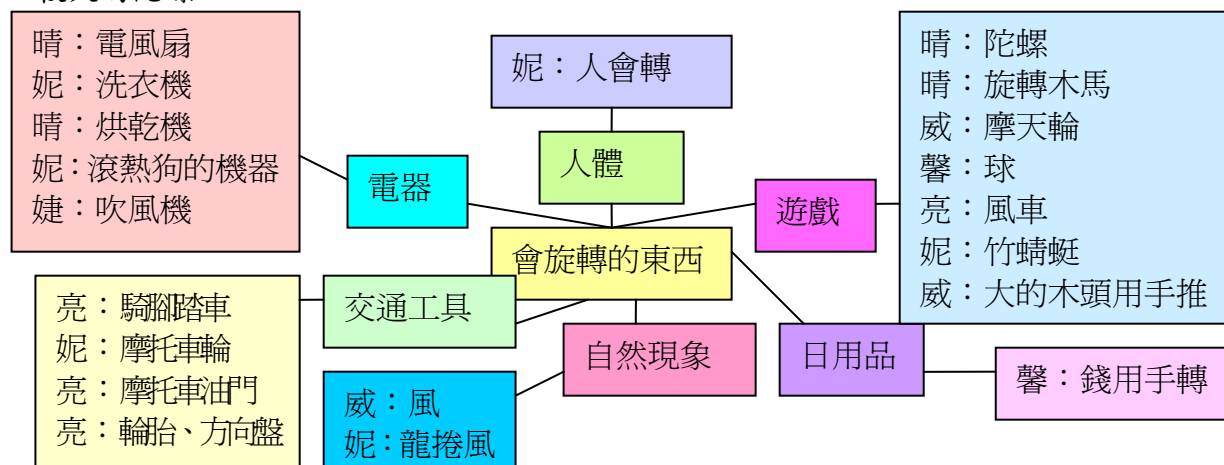 晴：電風扇
妮：洗衣機
晴：烘乾機
妮：滾熱狗的機器
婕：吹風機
電器
妮：人會轉
人體
遊戲
晴：陀螺
晴：旋轉木馬
威：摩天輪
馨：球
亮：風車
妮：竹蜻蜓
威：大的木頭用手推
會旋轉的東西
交通工具
亮：騎腳踏車
妮：摩托車輪
亮：摩托車油門
亮：輪胎、方向盤
自然現象
威：風
妮：龍捲風
日用品
馨：錢用手轉